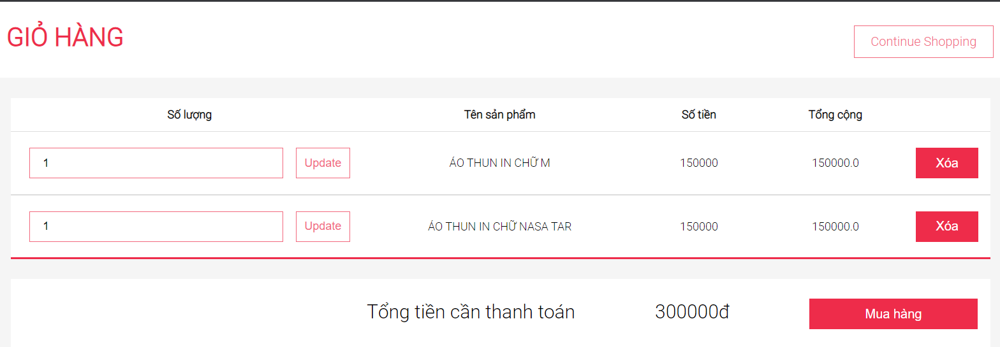 GIỎ HÀNG
Continue Shopping
Số lượng Tên sản phẩm Số tiền Tổng cộng
1 Update ÁO THUN IN CHỮ M 150000 150000.0 Xóa
1 Update ÁO THUN IN CHỮ NASA TAR 150000 150000.0 Xóa
Tổng tiền cần thanh toán 300000đ Mua hàng